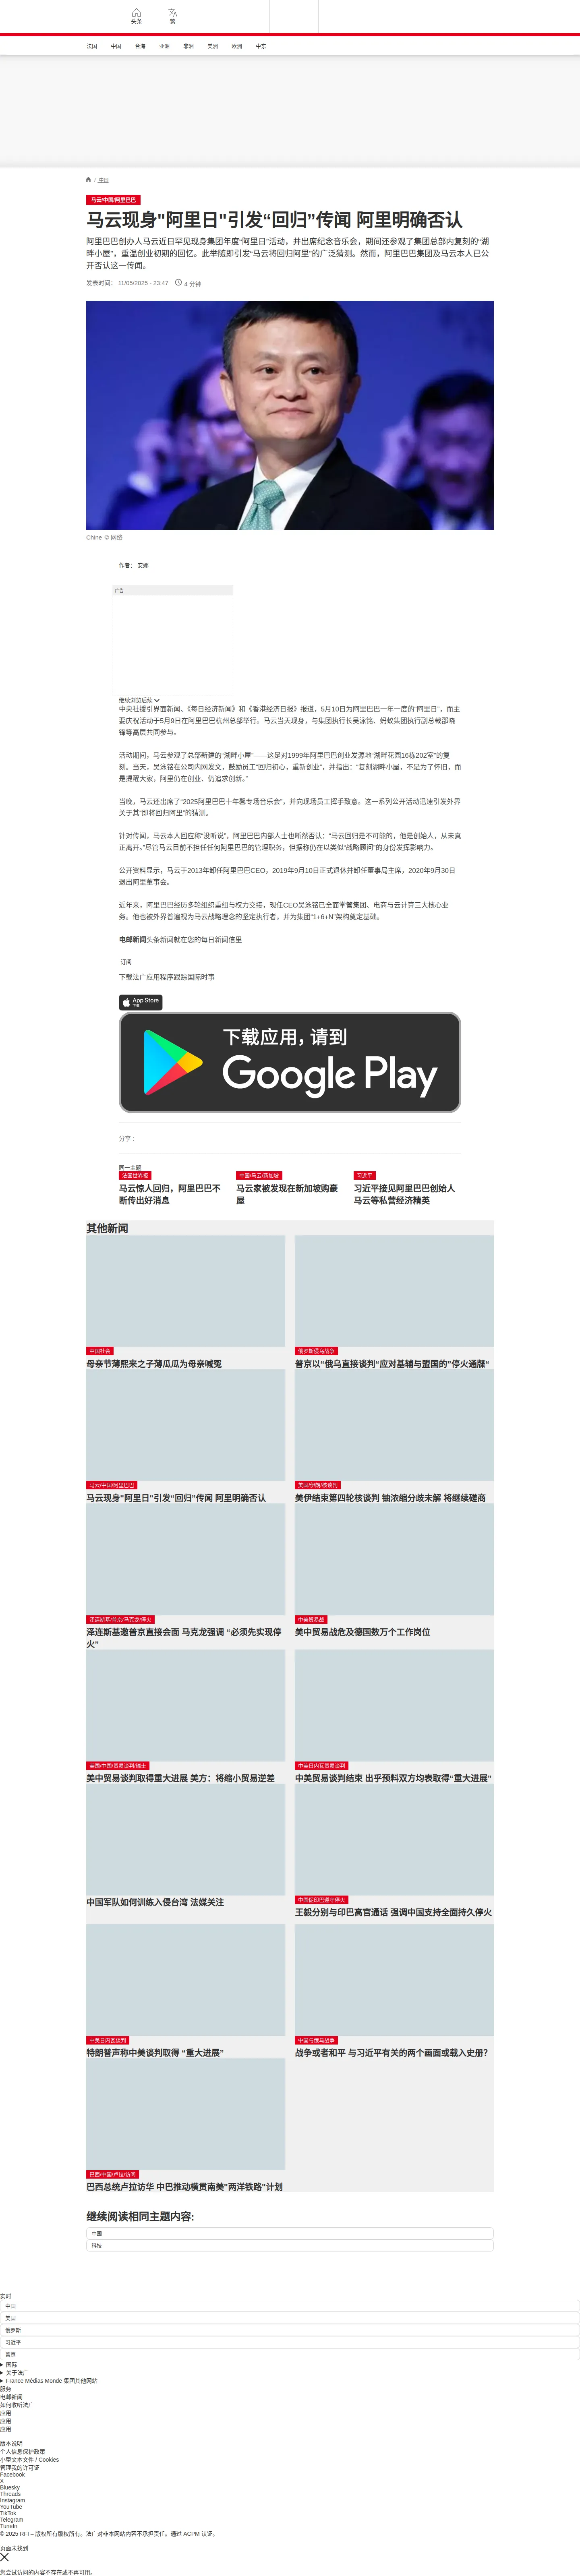 头条
繁
法国
中国
台海
亚洲
非洲
美洲
欧洲
中东
/ 中国
马云/中国/阿里巴巴
马云现身"阿里日"引发“回归”传闻 阿里明确否认
阿里巴巴创办人马云近日罕见现身集团年度“阿里日”活动，并出席纪念音乐会，期间还参观了集团总部内复刻的“湖
畔小屋”，重温创业初期的回忆。此举随即引发“马云将回归阿里”的广泛猜测。然而，阿里巴巴集团及马云本人已公
开否认这一传闻。
发表时间： 11/05/2025 - 23:47
4 分钟
Chine © 网络
作者： 安娜
广告
继续浏览后续
中央社援引界面新闻、《每日经济新闻》和《香港经济日报》报道，5月10日为阿里巴巴一年一度的“阿里日”，而主
要庆祝活动于5月9日在阿里巴巴杭州总部举行。马云当天现身，与集团执行长吴泳铭、蚂蚁集团执行副总裁邵晓
锋等高层共同参与。
活动期间，马云参观了总部新建的“湖畔小屋”——这是对1999年阿里巴巴创业发源地“湖畔花园16栋202室”的复
刻。当天，吴泳铭在公司内网发文，鼓励员工“回归初心，重新创业”，并指出：“复刻湖畔小屋，不是为了怀旧，而
是提醒大家，阿里仍在创业、仍追求创新。”
当晚，马云还出席了“2025阿里巴巴十年馨专场音乐会”，并向现场员工挥手致意。这一系列公开活动迅速引发外界
关于其“即将回归阿里”的猜测。
针对传闻，马云本人回应称“没听说”，阿里巴巴内部人士也断然否认：“马云回归是不可能的，他是创始人，从未真
正离开。”尽管马云目前不担任任何阿里巴巴的管理职务，但据称仍在以类似“战略顾问”的身份发挥影响力。
公开资料显示，马云于2013年卸任阿里巴巴CEO，2019年9月10日正式退休并卸任董事局主席，2020年9月30日
退出阿里董事会。
近年来，阿里巴巴经历多轮组织重组与权力交接，现任CEO吴泳铭已全面掌管集团、电商与云计算三大核心业
务。他也被外界普遍视为马云战略理念的坚定执行者，并为集团“1+6+N”架构奠定基础。
电邮新闻头条新闻就在您的每日新闻信里
订阅
下载法广应用程序跟踪国际时事
App Store
下载应用，请到
Google Play
分享 :
同一主题
法国世界报
马云惊人回归，阿里巴巴不
断传出好消息
中国/马云/新加坡
马云家被发现在新加坡购豪
屋
习近平
习近平接见阿里巴巴创始人
马云等私营经济精英
其他新闻
中国社会
母亲节薄熙来之子薄瓜瓜为母亲喊冤
俄罗斯侵乌战争
普京以“俄乌直接谈判”应对基辅与盟国的”停火通牒”
马云/中国/阿里巴巴
马云现身"阿里日"引发“回归”传闻 阿里明确否认
美国/伊朗/核谈判
美伊结束第四轮核谈判 铀浓缩分歧未解 将继续磋商
泽连斯基/普京/马克龙/停火
泽连斯基邀普京直接会面 马克龙强调 “必须先实现停
火”
中美贸易战
美中贸易战危及德国数万个工作岗位
美国/中国/贸易谈判/瑞士
美中贸易谈判取得重大进展 美方：将缩小贸易逆差
中美日内瓦贸易谈判
中美贸易谈判结束 出乎预料双方均表取得“重大进展”
中国军队如何训练入侵台湾 法媒关注
中国促印巴遵守停火
王毅分别与印巴高官通话 强调中国支持全面持久停火
中美日内瓦谈判
特朗普声称中美谈判取得 “重大进展”
中国与俄乌战争
战争或者和平 与习近平有关的两个画面或载入史册？
巴西/中国/卢拉/访问
巴西总统卢拉访华 中巴推动横贯南美"两洋铁路"计划
继续阅读相同主题内容:
中国
科技
实时
中国
美国
俄罗斯
习近平
普京
国际
关于法广
France Médias Monde 集团其他网站
服务
电邮新闻
如何收听法广
应用
应用
应用
版本说明
个人信息保护政策
小型文本文件 / Cookies
管理我的许可证
Facebook
X
Bluesky
Threads
Instagram
YouTube
TikTok
Telegram
TuneIn
© 2025 RFI – 版权所有版权所有。法广对非本网站内容不承担责任。通过 ACPM 认证。
页面未找到
您尝试访问的内容不存在或不再可用。